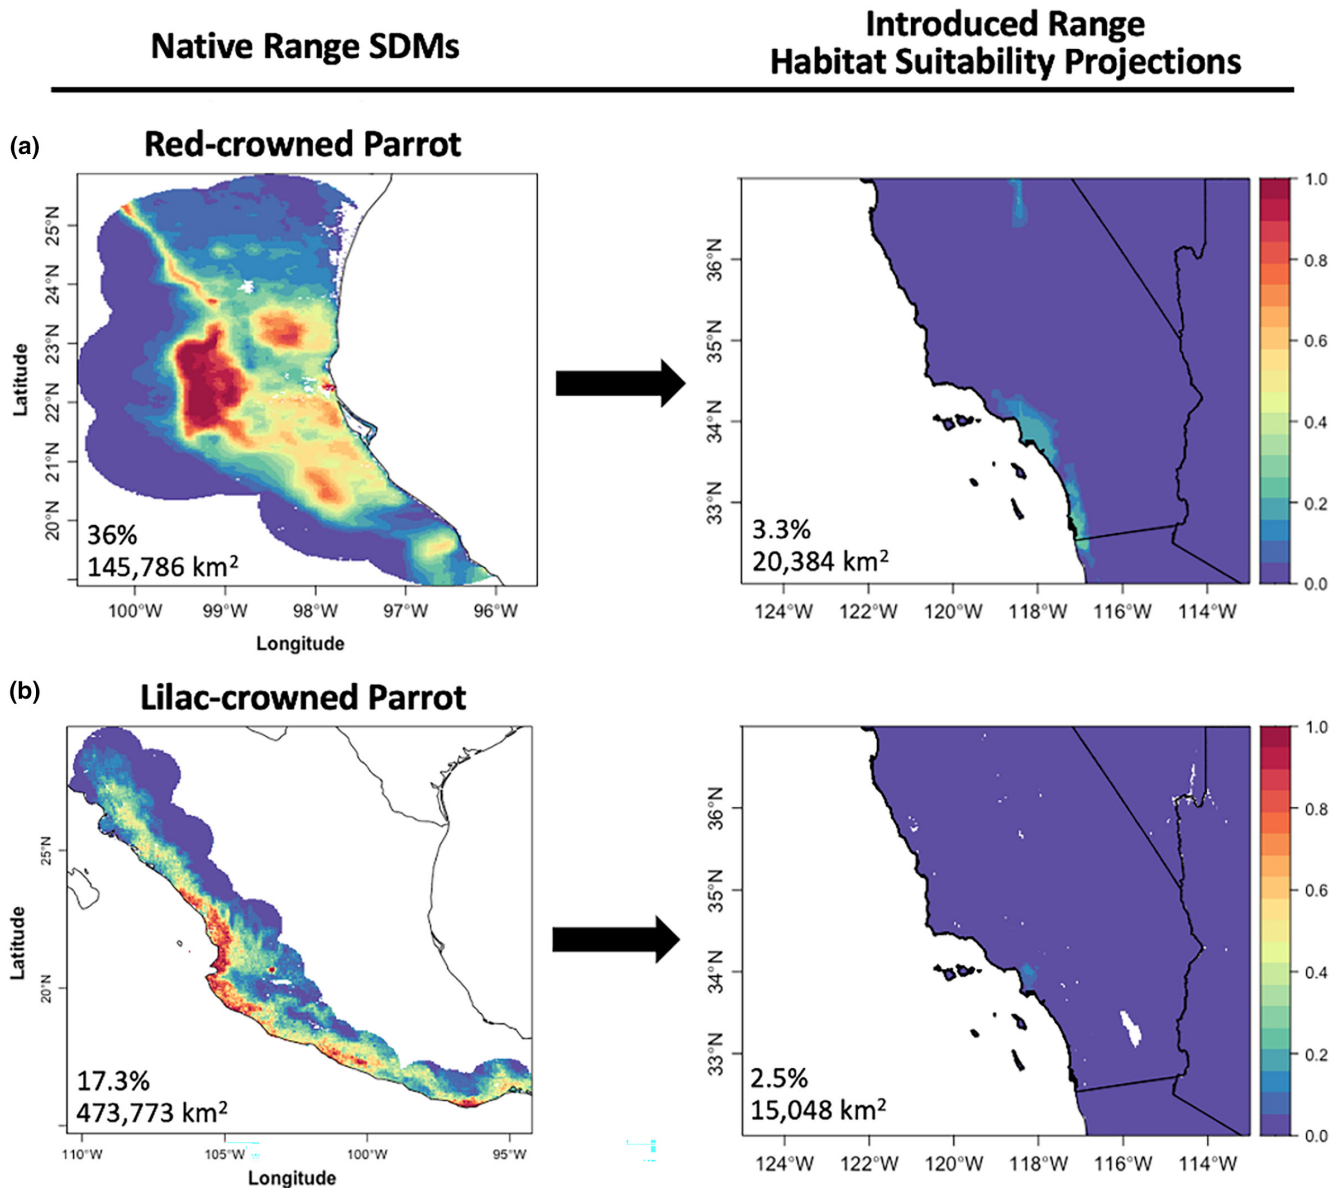 Native Range SDMs
Introduced Range
Habitat Suitability Projections
(a)
Red-crowned Parrot
25°N
24°N
23°N
22°N
21°N
20°N
Latitude
36%
145,786 km²
100°W 99°W 98°W 97°W 96°W
Longitude
36°N
35°N
34°N
33°N
3.3%
20,384 km²
124°W 122°W 120°W 118°W 116°W 114°W
1.0
0.8
0.6
0.4
0.2
0.0
(b)
Lilac-crowned Parrot
25°N
20°N
Latitude
17.3%
473,773 km²
110°W 105°W 100°W 95°W
Longitude
36°N
35°N
34°N
33°N
2.5%
15,048 km²
124°W 122°W 120°W 118°W 116°W 114°W
1.0
0.8
0.6
0.4
0.2
0.0